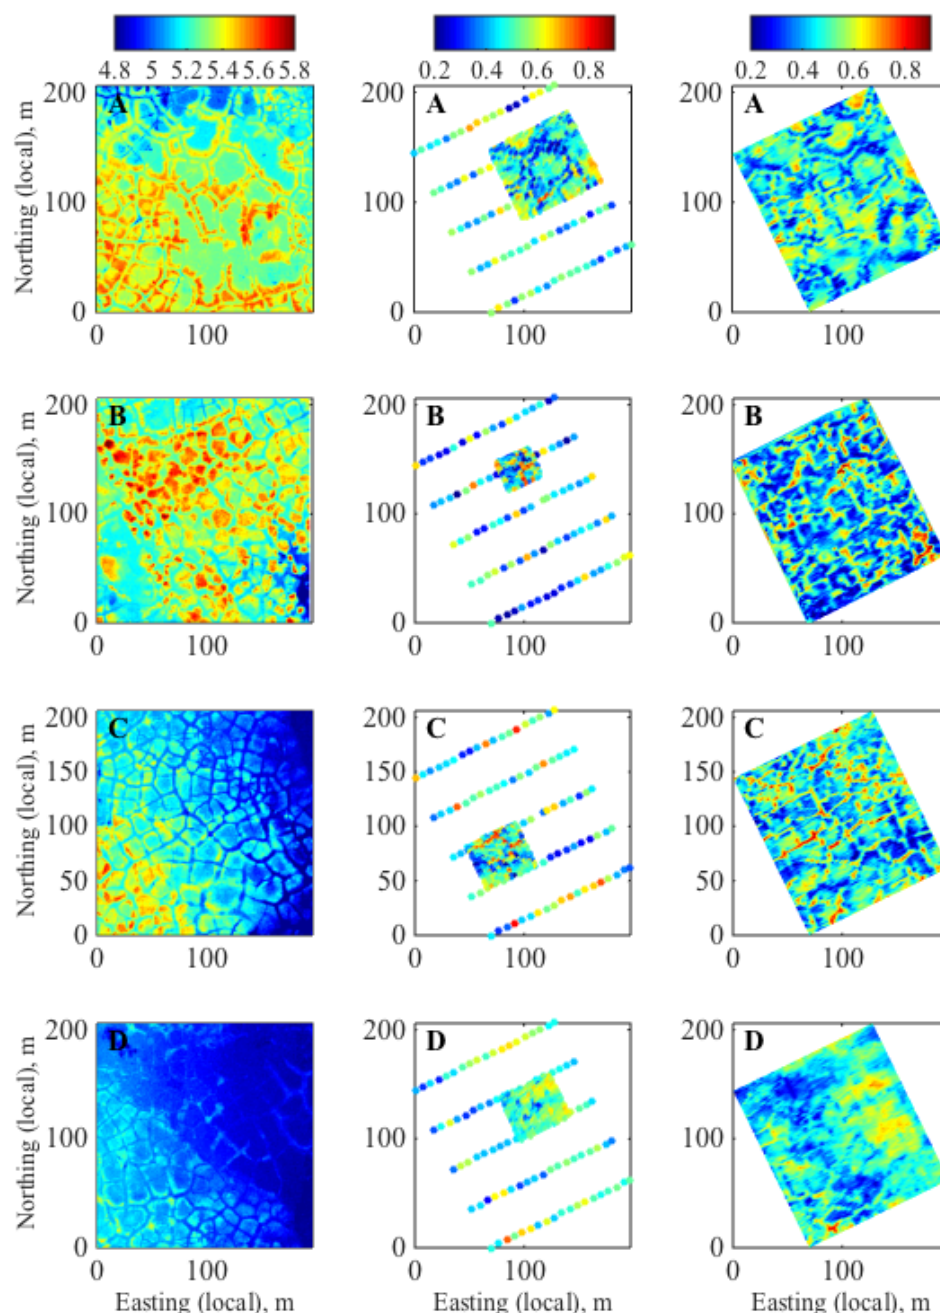 4.8 5 5.2 5.4 5.6 5.8 0.2 0.4 0.6 0.8 0.2 0.4 0.6 0.8
A A A
200 200 200
Northing (local), m
100 100 100
0 0 0
0 100 0 100 0 100
B B B
200 200 200
Northing (local), m
100 100 100
0 0 0
0 100 0 100 0 100
C C C
200 200 200
150 150 150
Northing (local), m
100 100 100
50 50 50
0 0 0
0 100 0 100 0 100
D D D
200 200 200
Northing (local), m
100 100 100
0 0 0
0 100 0 100 0 100
Easting (local), m Easting (local), m Easting (local), m